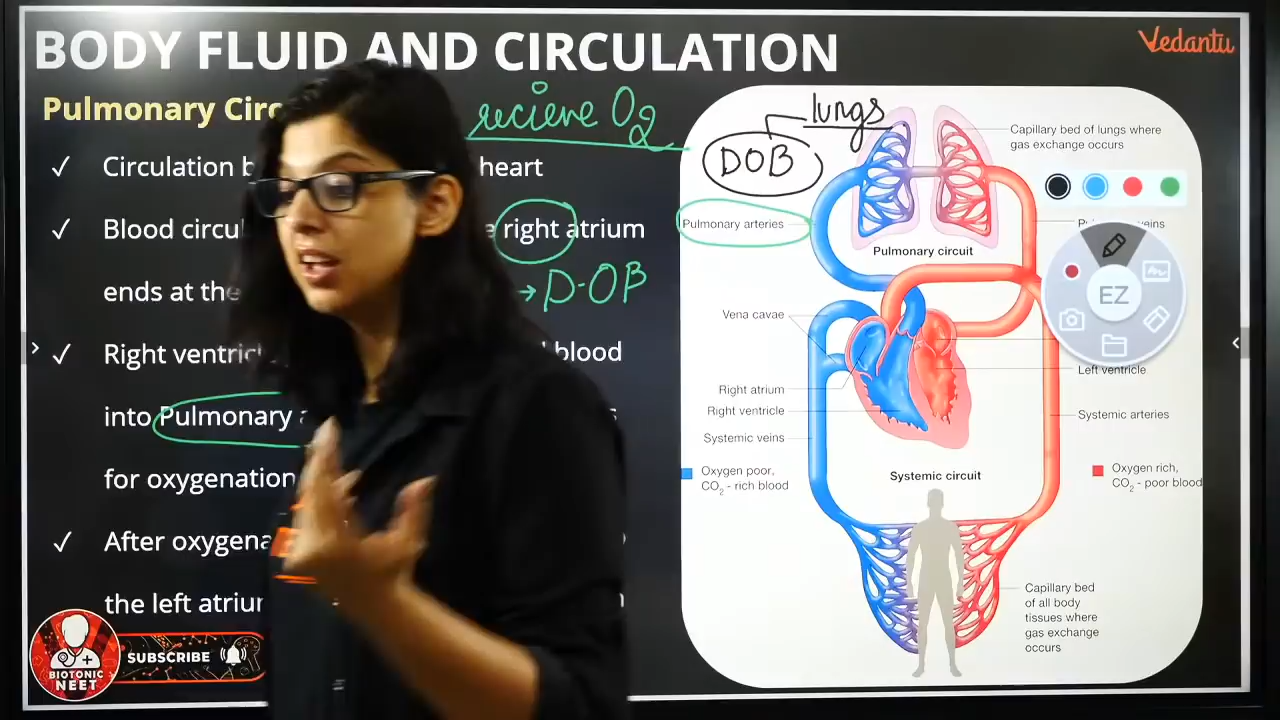 BODY FLUID AND CIRCULATION
Vedantu
Pulmonary Circ
recieve O2
✓ Circulation b heart
✓ Blood circul e right atrium
ends at the → D-OB
✓ Right ventric blood
into Pulmonary a s
for oxygenation
✓ After oxygena
the left atriu
BIOTONIC
NEET
SUBSCRIBE
lungs
DOB
Capillary bed of lungs where
gas exchange occurs
Pulmonary arteries
Pu veins
Pulmonary circuit
EZ
Vena cavae
Left ventricle
Right atrium
Right ventricle
Systemic arteries
Systemic veins
Oxygen poor,
CO2 - rich blood
Systemic circuit
Oxygen rich,
CO2 - poor blood
Capillary bed
of all body
tissues where
gas exchange
occurs